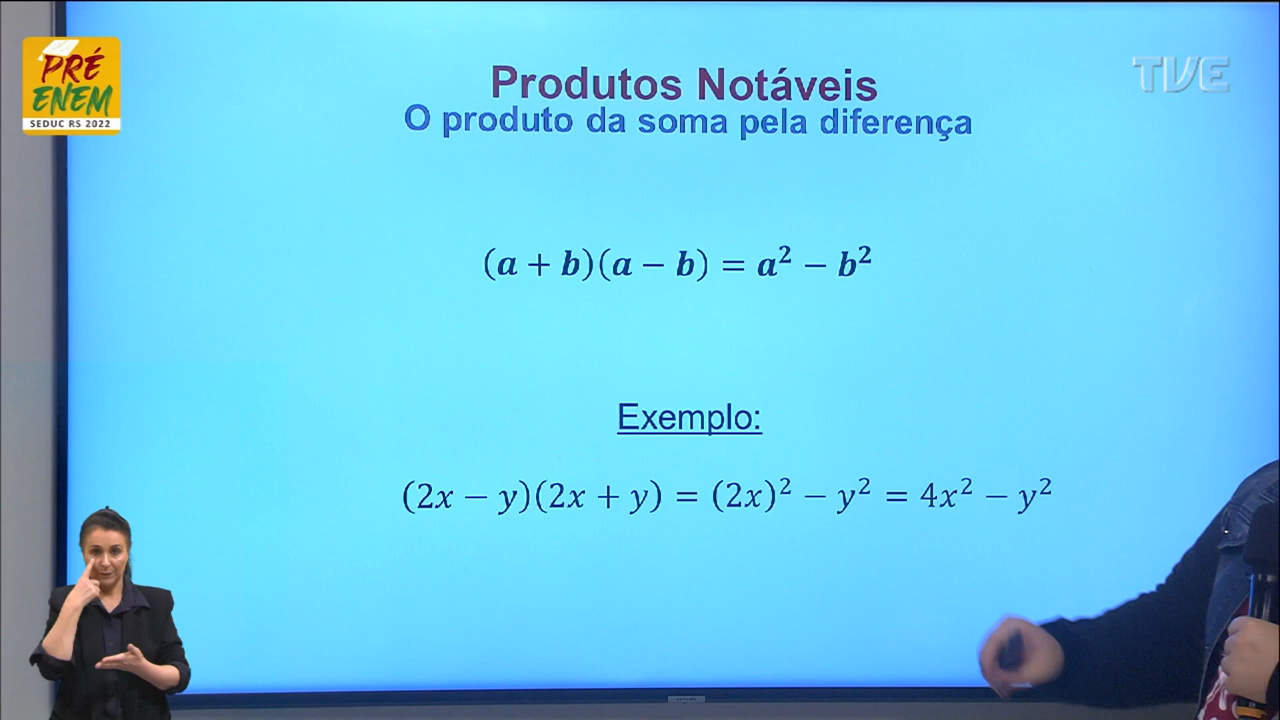 PRÉ
ENEM
SEDUC RS 2022
TVE
Produtos Notáveis
O produto da soma pela diferença
(a + b)(a − b) = a² − b²
Exemplo:
(2x − y)(2x + y) = (2x)² − y² = 4x² − y²